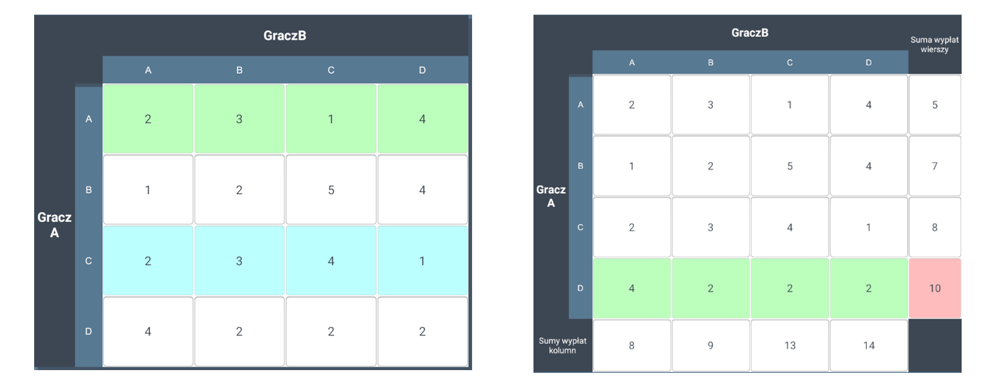 GraczB
A B C D
A 2 3 1 4
B 1 2 5 4
Gracz
A
C 2 3 4 1
D 4 2 2 2
GraczB
Suma wypłat
wierszy
A B C D
A 2 3 1 4 5
B 1 2 5 4 7
Gracz
A
C 2 3 4 1 8
D 4 2 2 2 10
Sumy wypłat
kolumn
8 9 13 14